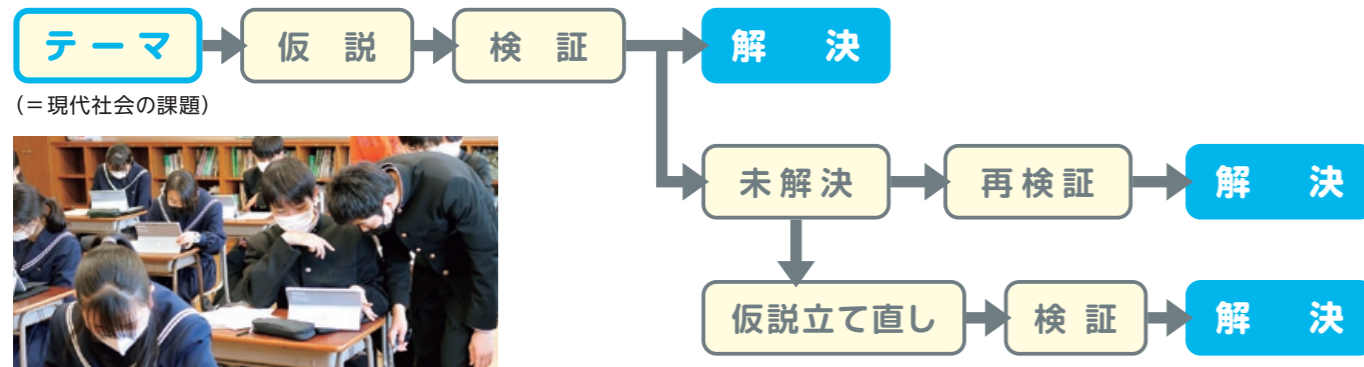 テーマ
仮説
検証
解決
(=現代社会の課題)
未解決
再検証
解決
仮説立て直し
検証
解決